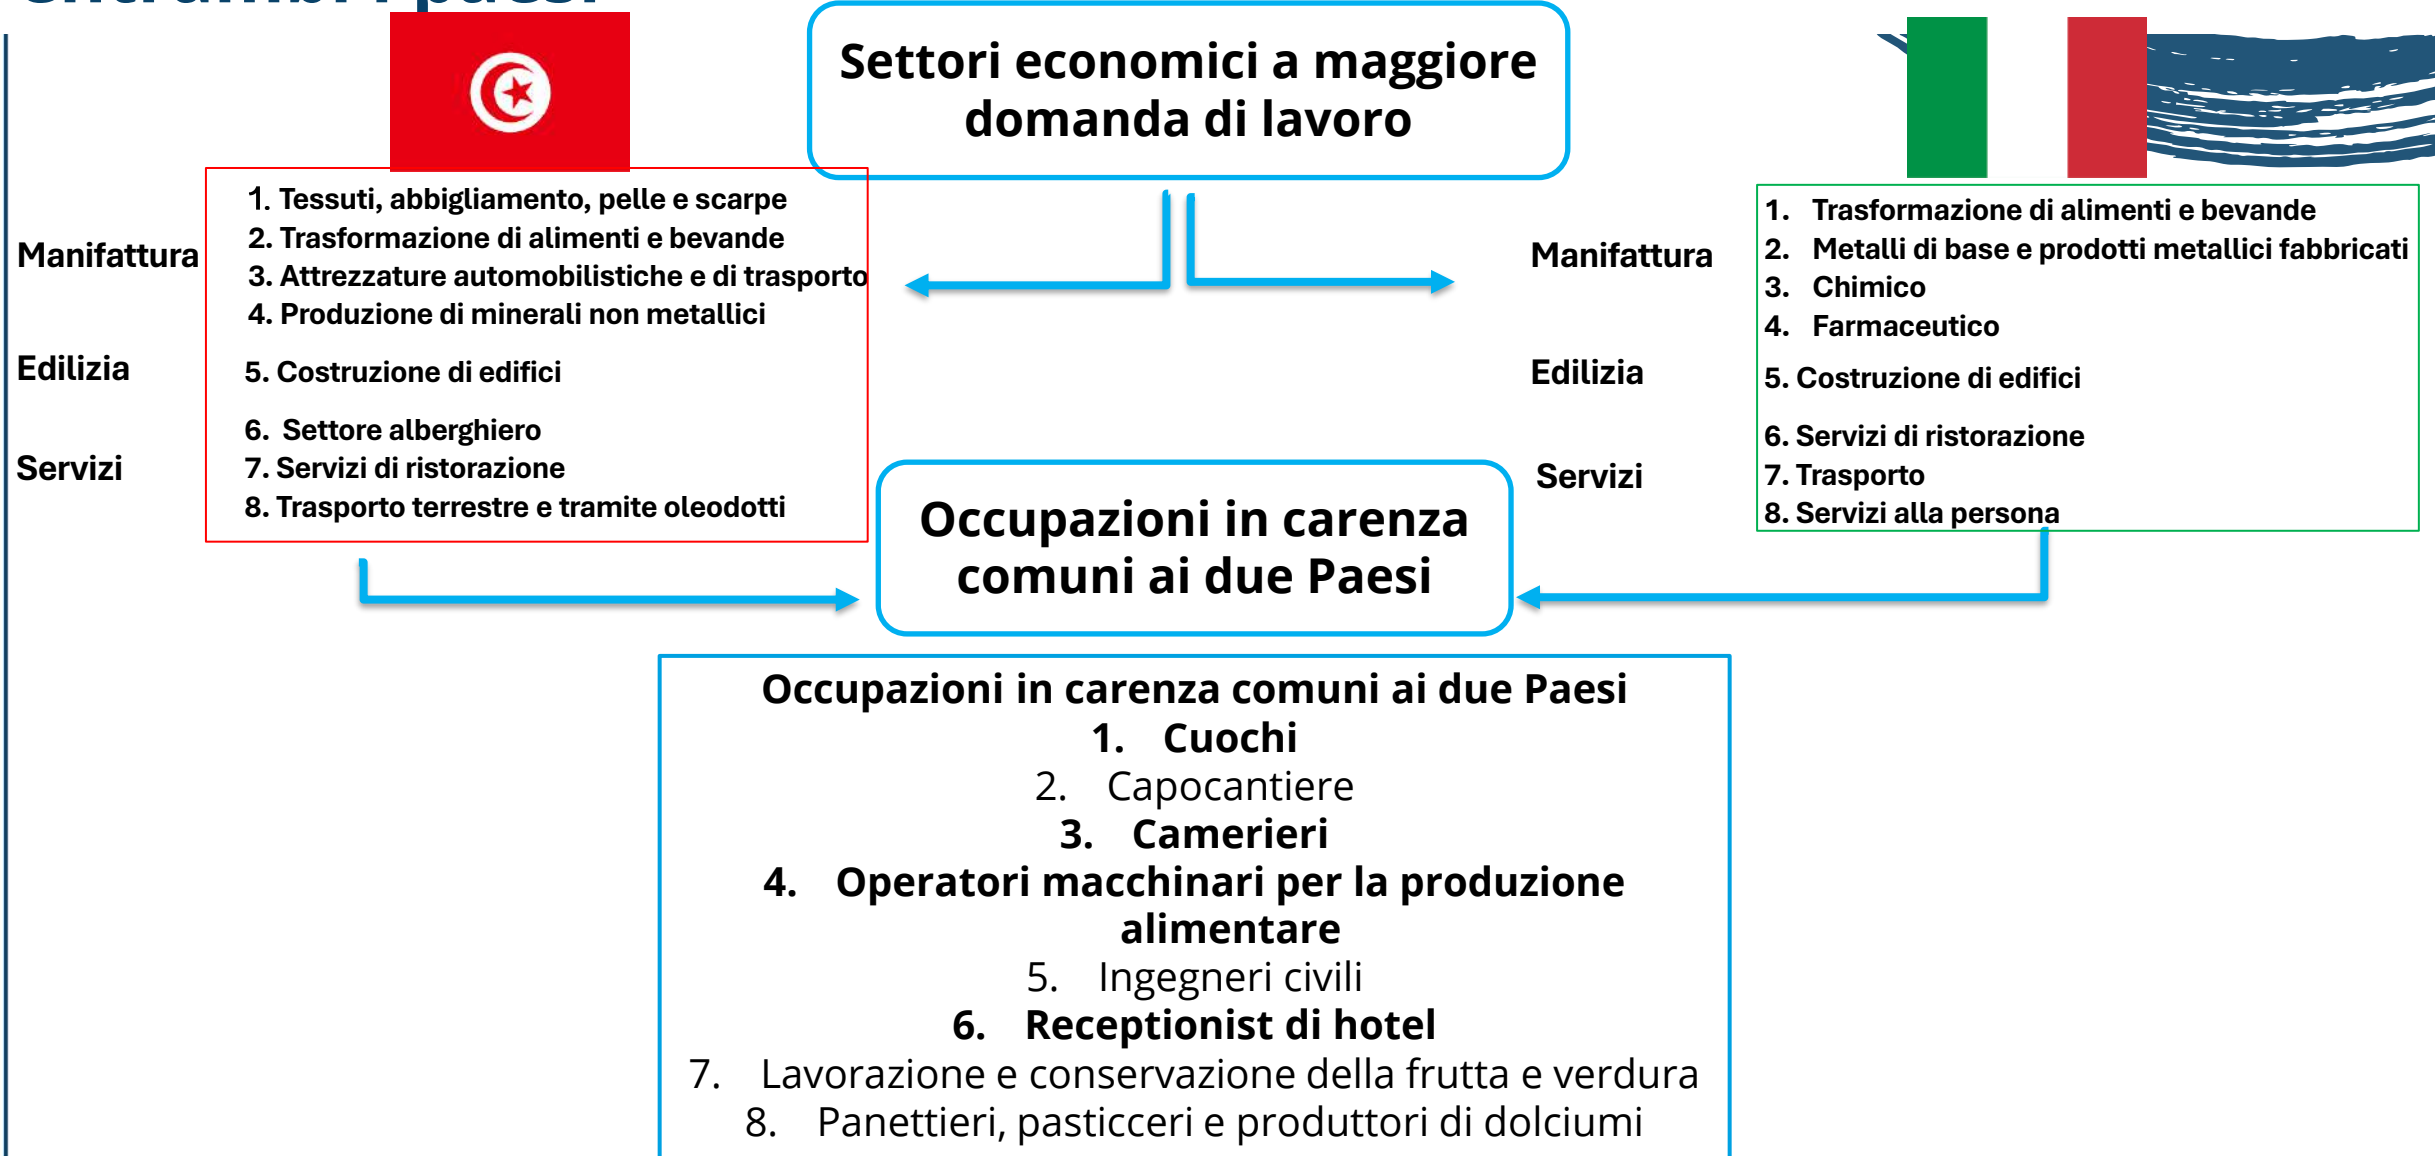 entrambi i paesi
Settori economici a maggiore
domanda di lavoro
Manifattura
1. Tessuti, abbigliamento, pelle e scarpe
2. Trasformazione di alimenti e bevande
3. Attrezzature automobilistiche e di trasporto
4. Produzione di minerali non metallici
Edilizia
5. Costruzione di edifici
Servizi
6. Settore alberghiero
7. Servizi di ristorazione
8. Trasporto terrestre e tramite oleodotti
Manifattura
1. Trasformazione di alimenti e bevande
2. Metalli di base e prodotti metallici fabbricati
3. Chimico
4. Farmaceutico
Edilizia
5. Costruzione di edifici
Servizi
6. Servizi di ristorazione
7. Trasporto
8. Servizi alla persona
Occupazioni in carenza
comuni ai due Paesi
Occupazioni in carenza comuni ai due Paesi
1. Cuochi
2. Capocantiere
3. Camerieri
4. Operatori macchinari per la produzione
alimentare
5. Ingegneri civili
6. Receptionist di hotel
7. Lavorazione e conservazione della frutta e verdura
8. Panettieri, pasticceri e produttori di dolciumi